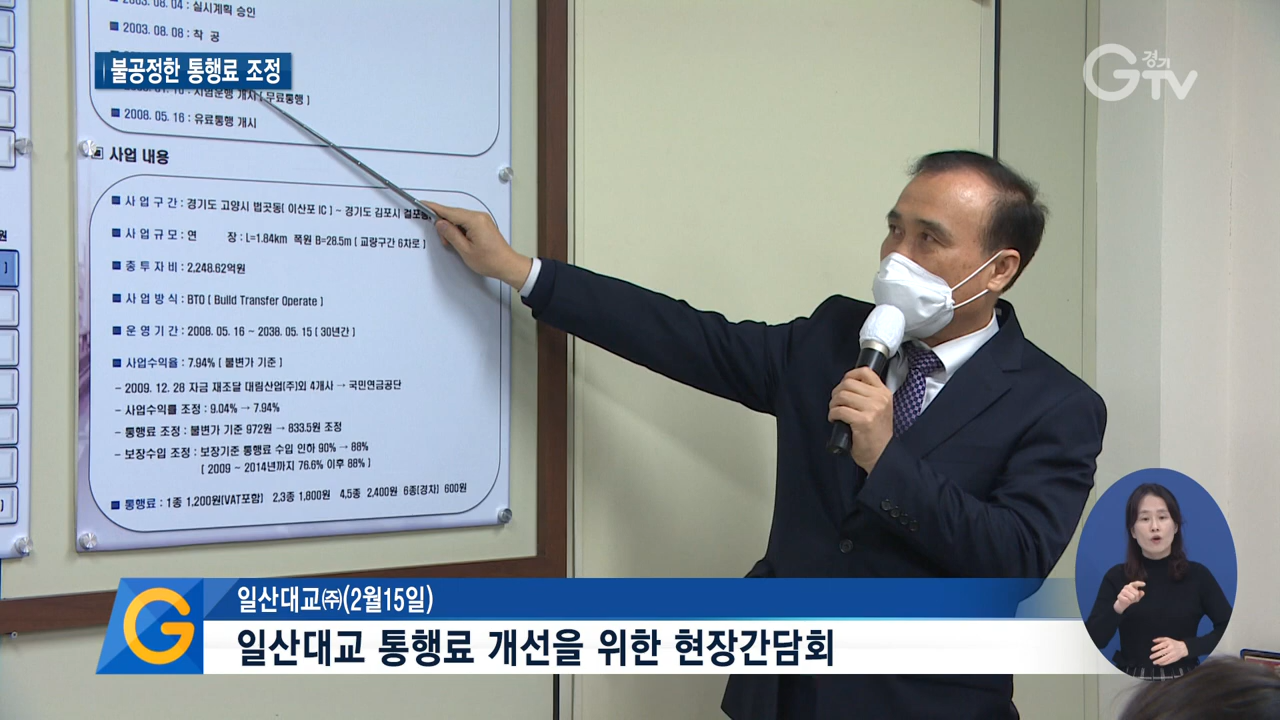 2003. 08. 04 : 실시계획 승인
2003. 08. 08 : 착 공
불공정한 통행료 조정
시험운행 개시 [ 무료통행 ]
2008. 05. 16 : 유료통행 개시
사업 내용
사 업 구 간 : 경기도 고양시 법곳동[ 이산포 IC ] ~ 경기도 김포시 걸포동
사 업 규 모 : 연 장 : L=1.84km 폭원 B=28.5m [ 교량구간 6차로 ]
총 투 자 비 : 2,248.62억원
사 업 방 식 : BTO [ Build Transfer Operate ]
운 영 기 간 : 2008. 05. 16 ~ 2038. 05. 15 [ 30년간 ]
사업수익율 : 7.94% [ 불변가 기준 ]
- 2009. 12. 28 자금 재조달 대림산업(주)외 4개사 → 국민연금공단
- 사업수익률 조정 : 9.04% → 7.94%
- 통행료 조정 : 불변가 기준 972원 → 833.5원 조정
- 보장수입 조정 : 보장기준 통행료 수입 인하 90% → 88%
[ 2009 ~ 2014년까지 76.6% 이후 88% ]
통행료 : 1종 1,200원(VAT포함) 2,3종 1,800원 4,5종 2,400원 6종(경차) 600원
경기
GTV
G
일산대교㈜(2월15일)
일산대교 통행료 개선을 위한 현장간담회